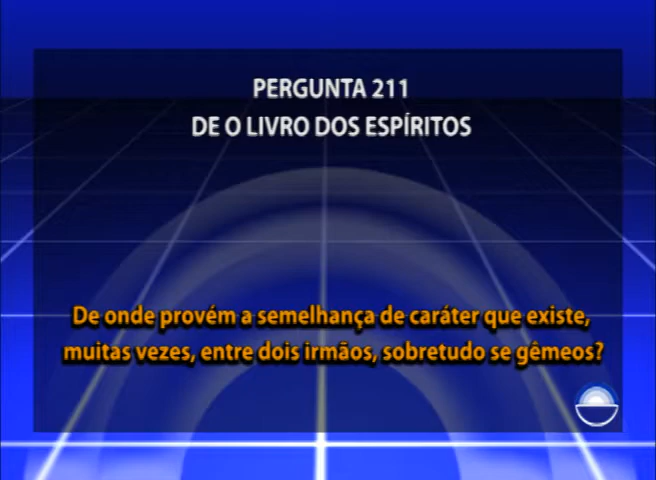 PERGUNTA 211
DE O LIVRO DOS ESPÍRITOS
De onde provém a semelhança de caráter que existe,
muitas vezes, entre dois irmãos, sobretudo se gêmeos?